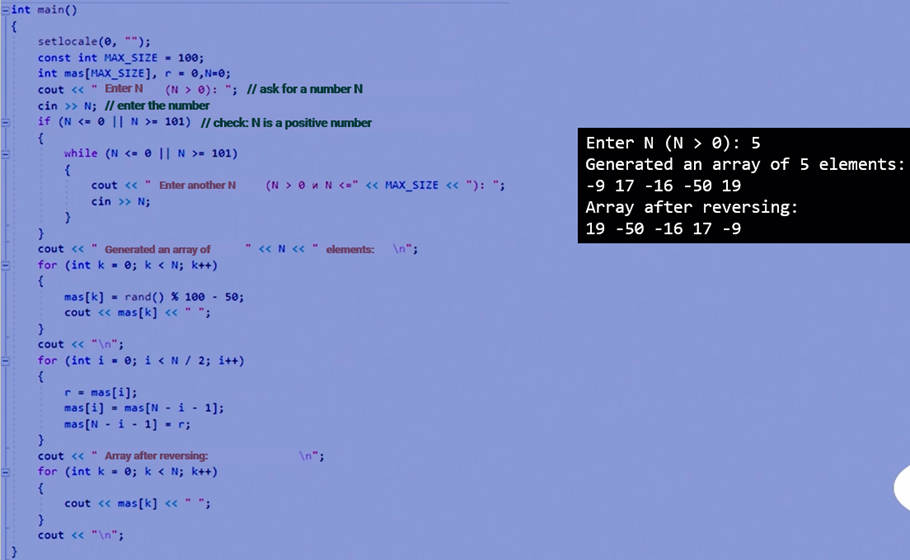 int main()
{
setlocale(0, "");
const int MAX_SIZE = 100;
int mas[MAX_SIZE], r = 0,N=0;
cout << " Enter N (N > 0): "; // ask for a number N
cin >> N; // enter the number
if (N <= 0 || N >= 101) // check: N is a positive number
{
while (N <= 0 || N >= 101)
{
cout << " Enter another N (N > 0 и N <=" << MAX_SIZE << "): ";
cin >> N;
}
}
cout << " Generated an array of " << N << " elements: \n";
for (int k = 0; k < N; k++)
{
mas[k] = rand() % 100 - 50;
cout << mas[k] << " ";
}
cout << "\n";
for (int i = 0; i < N / 2; i++)
{
r = mas[i];
mas[i] = mas[N - i - 1];
mas[N - i - 1] = r;
}
cout << " Array after reversing: \n";
for (int k = 0; k < N; k++)
{
cout << mas[k] << " ";
}
cout << "\n";
}
Enter N (N > 0): 5
Generated an array of 5 elements:
-9 17 -16 -50 19
Array after reversing:
19 -50 -16 17 -9